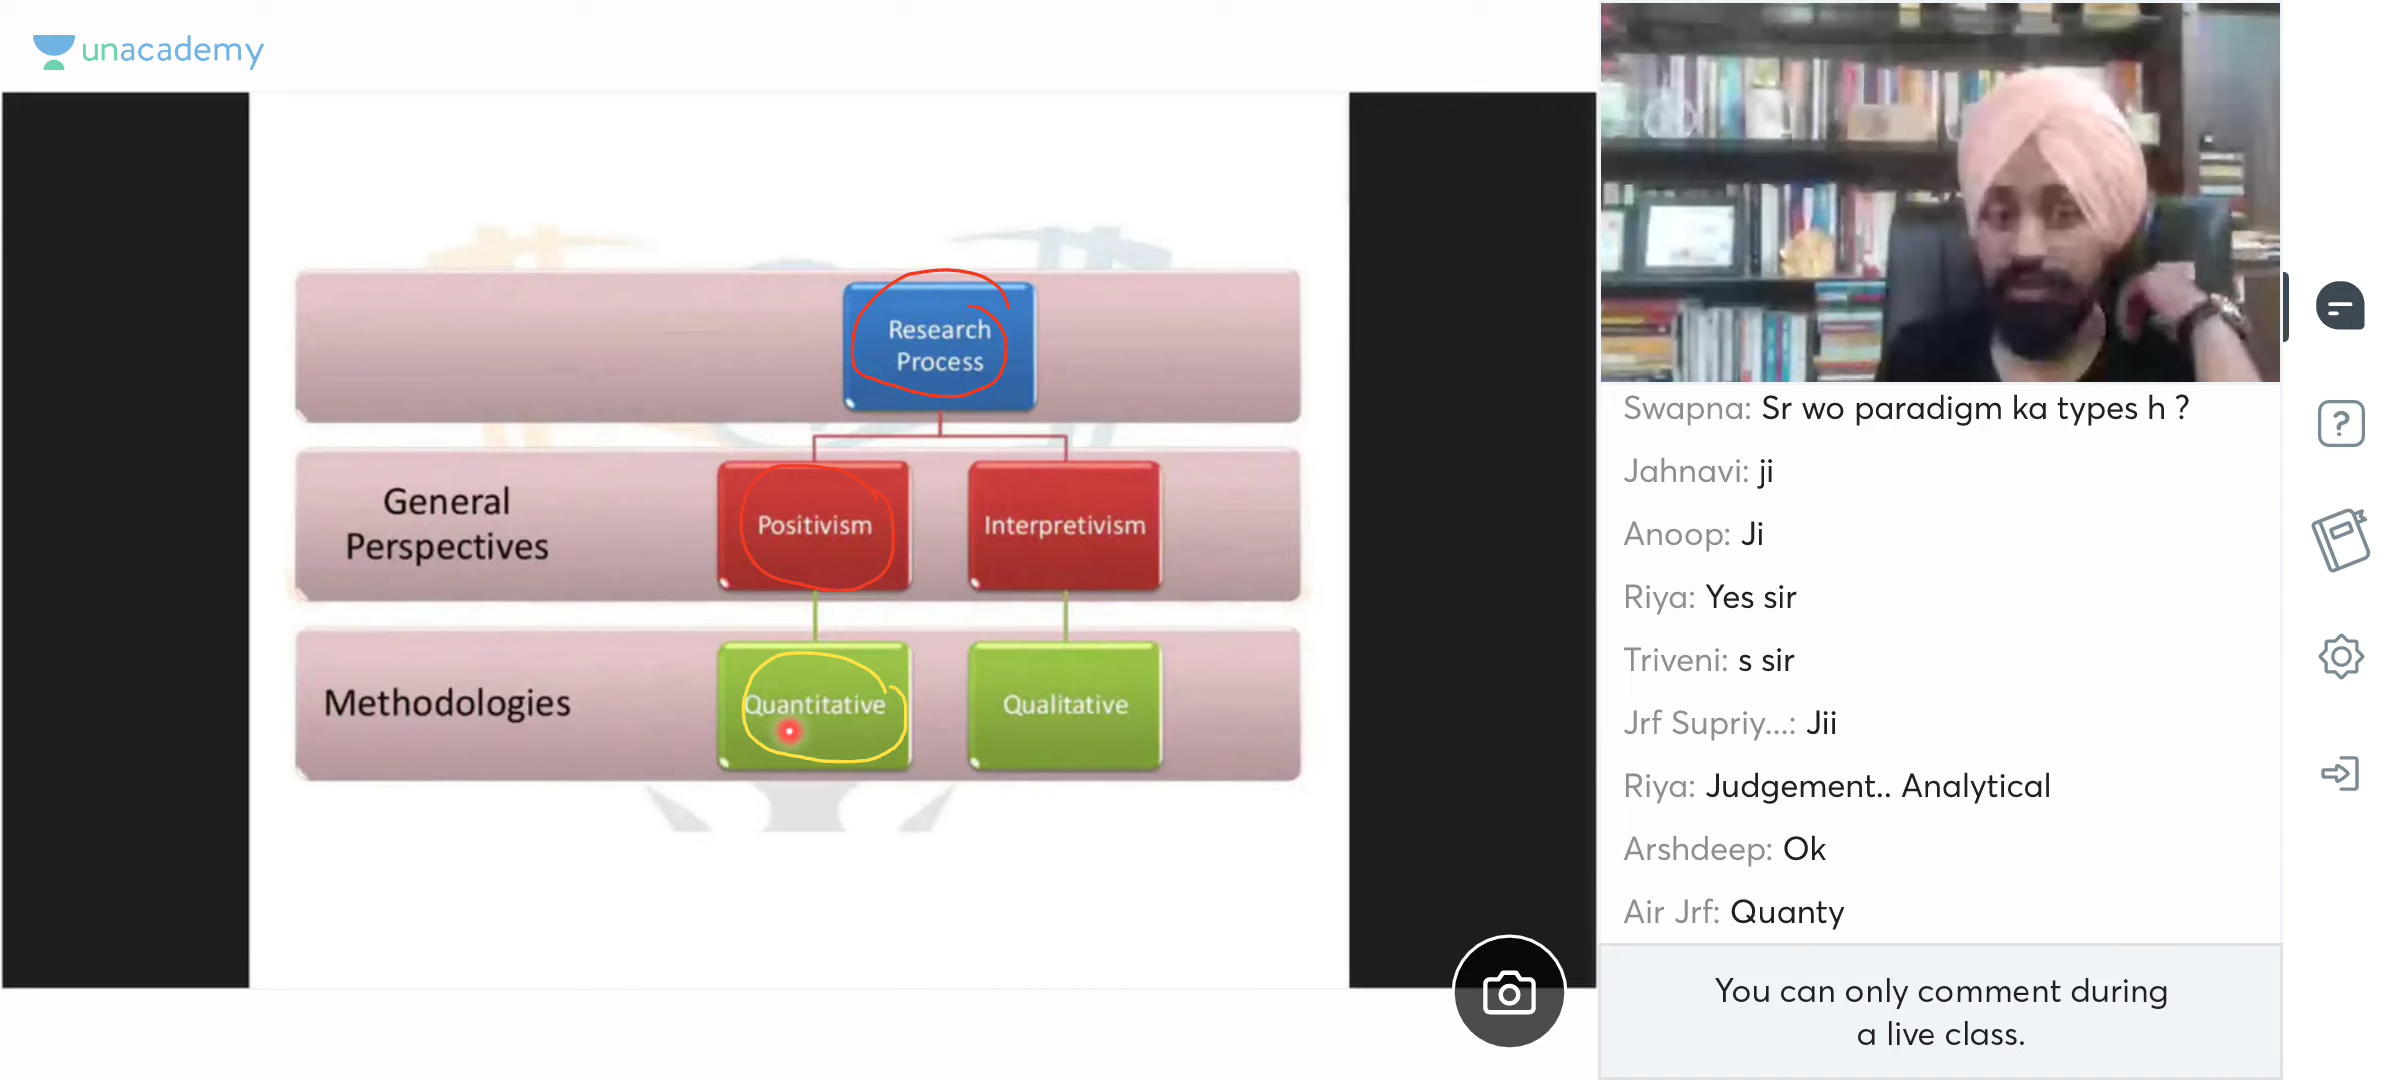 unacademy
Research
Process
General
Perspectives
Positivism
Interpretivism
Methodologies
Quantitative
Qualitative
Swapna: Sr wo paradigm ka types h ?
Jahnavi: ji
Anoop: Ji
Riya: Yes sir
Triveni: s sir
Jrf Supriy...: Jii
Riya: Judgement.. Analytical
Arshdeep: Ok
Air Jrf: Quanty
You can only comment during
a live class.